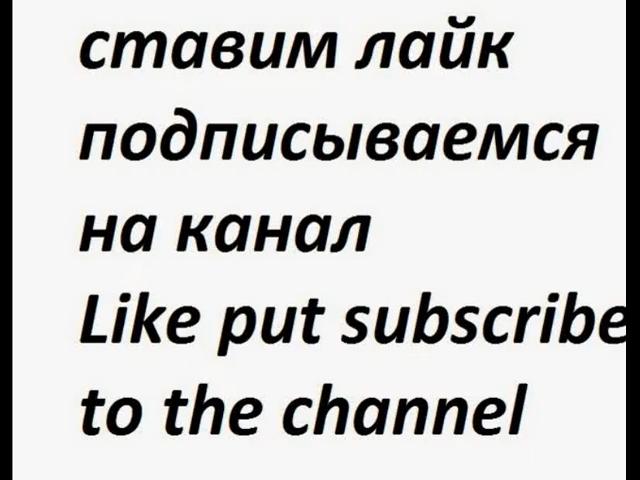 ставим лайк
подписываемся
на канал
Like put subscribe
to the channel